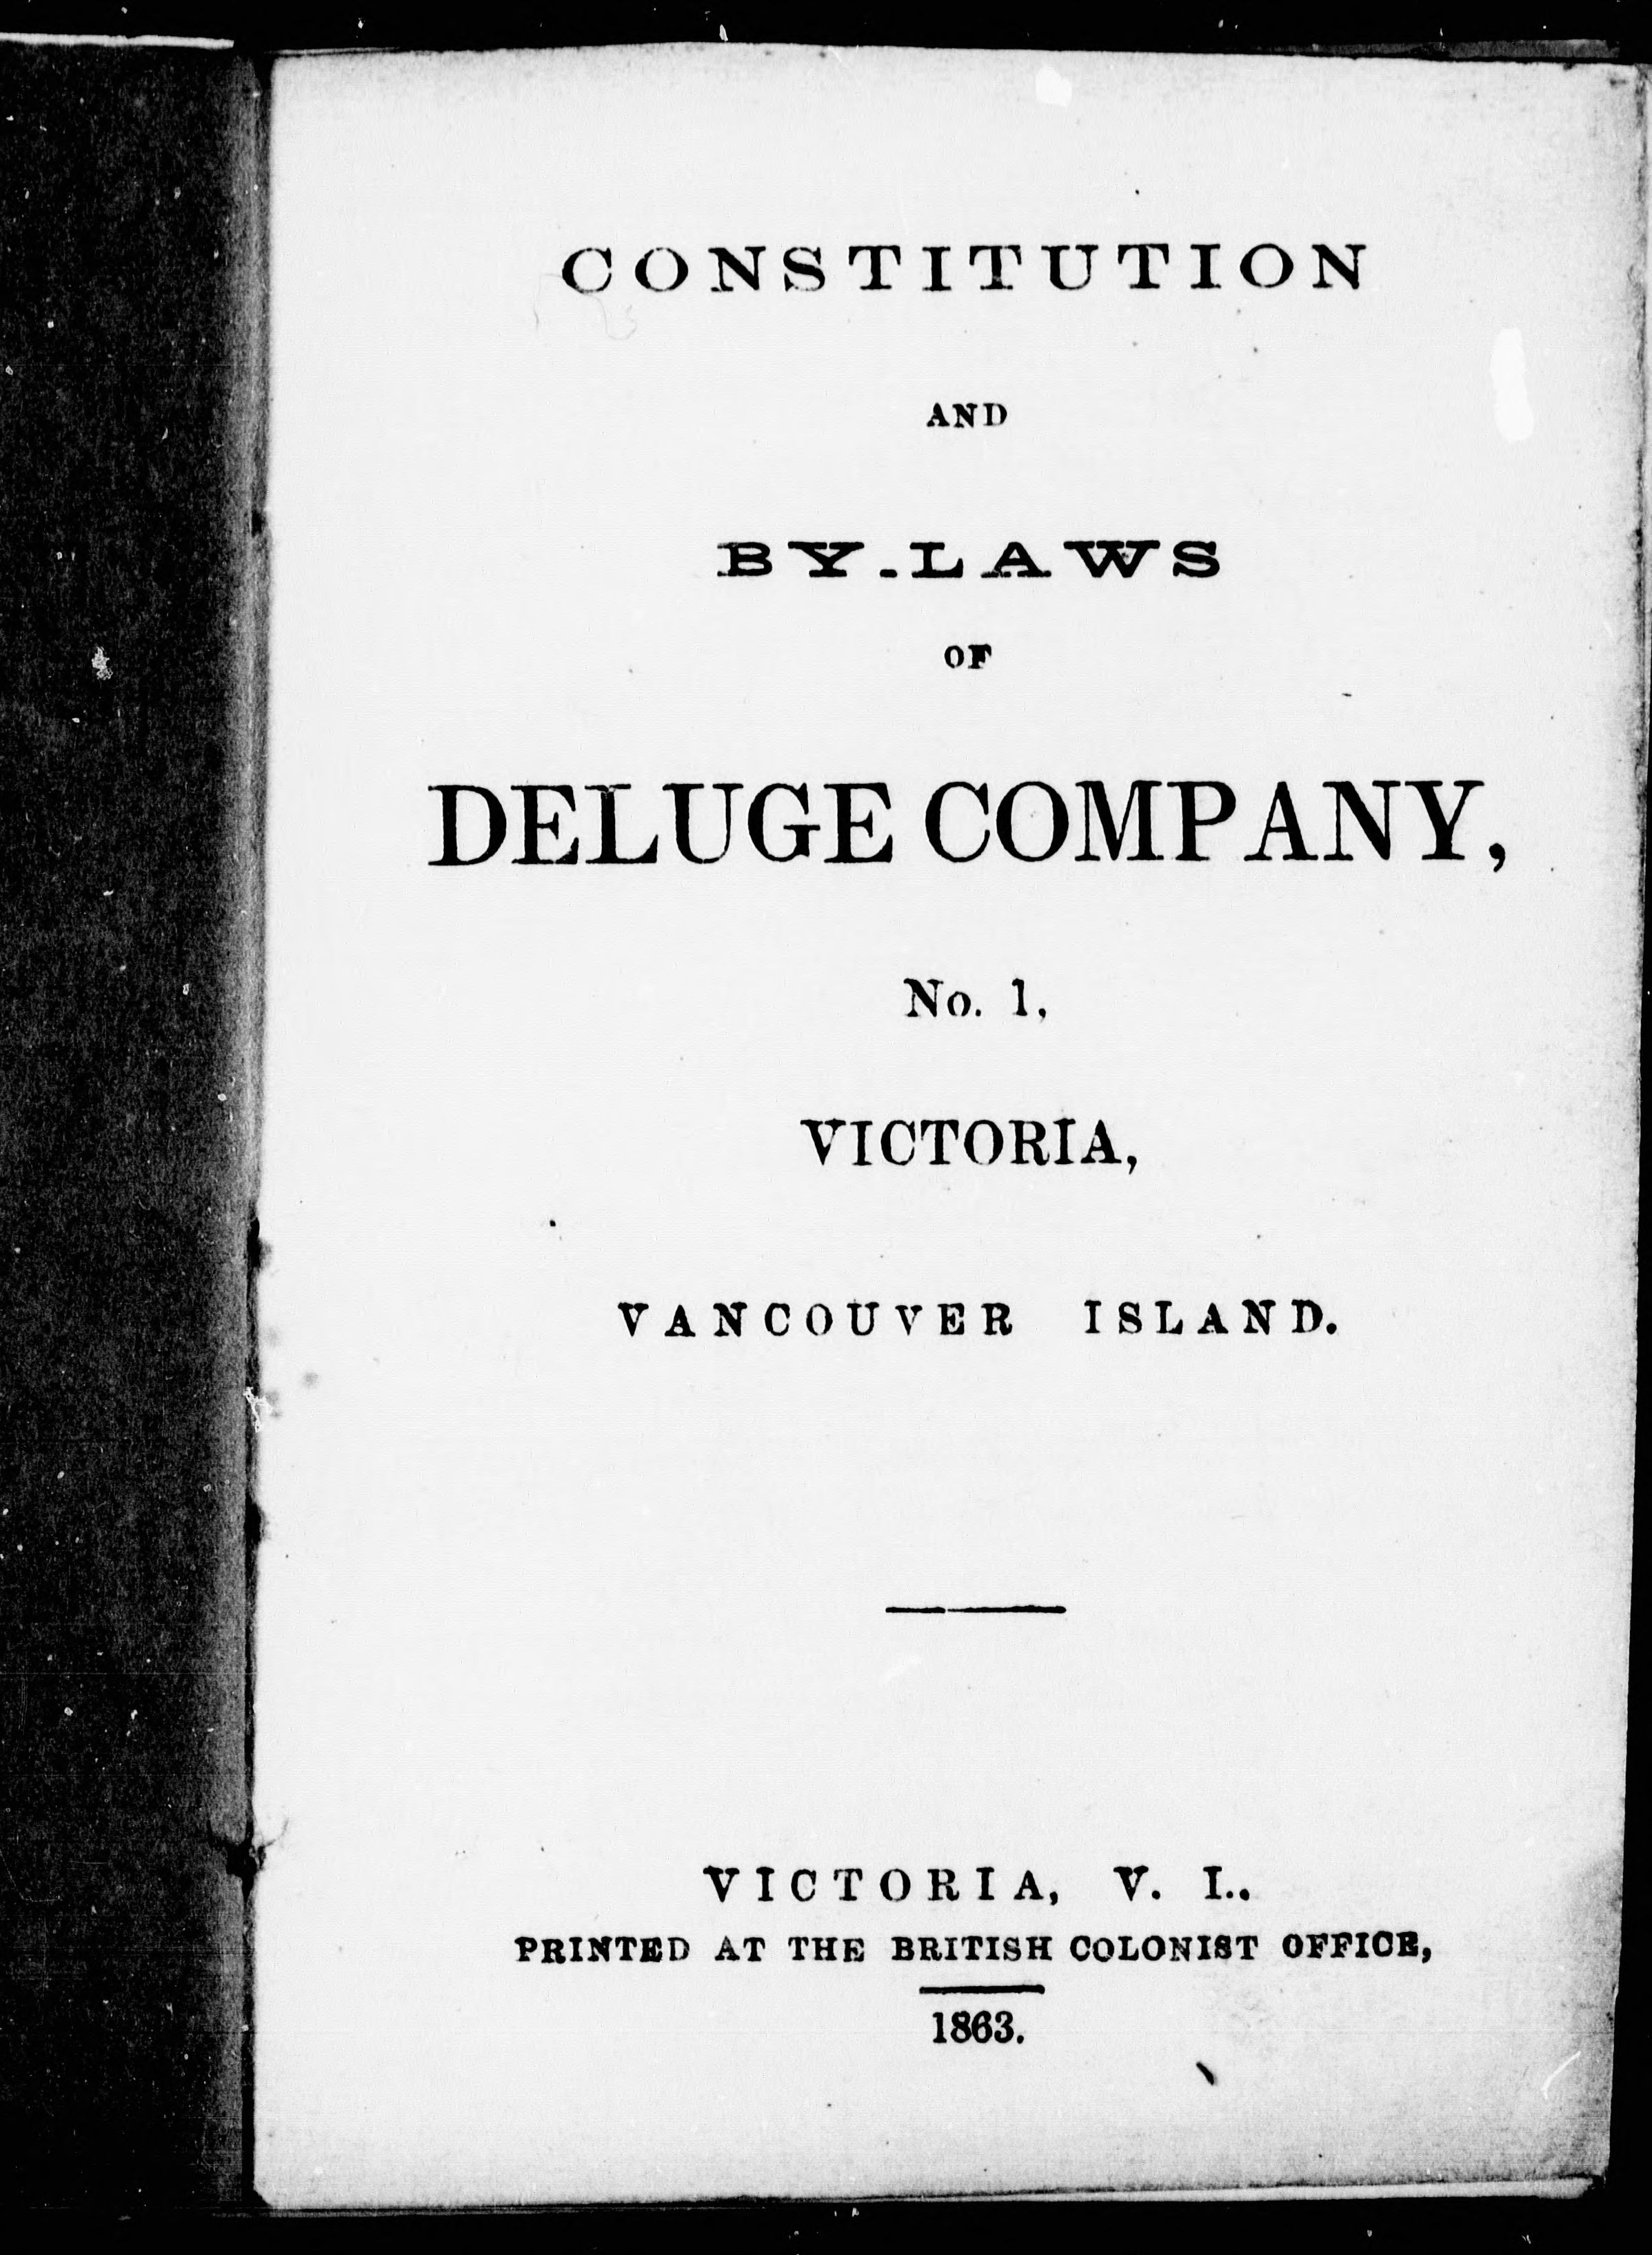 CONSTITUTION
AND
BY-LAWS
OF
DELUGE COMPANY,
No. 1,
VICTORIA,
VANCOUVER ISLAND.
VICTORIA, V. I..
PRINTED AT THE BRITISH COLONIST OFFICE,
1863.